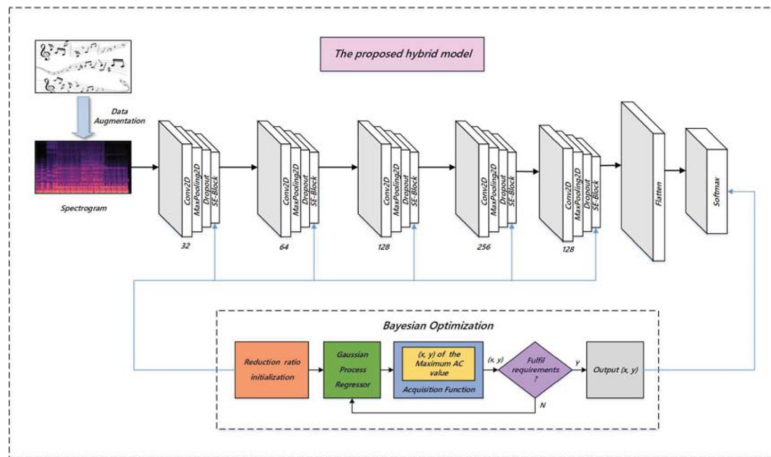 The proposed hybrid model
Data
Augmentation
Spectrogram
Conv2D
MaxPooling2D
Dropout
SE-Block
32
Conv2D
MaxPooling2D
Dropout
SE-Block
64
Conv2D
MaxPooling2D
Dropout
SE-Block
128
Conv2D
MaxPooling2D
Dropout
SE-Block
256
Conv2D
MaxPooling2D
Dropout
SE-Block
128
Flatten
Softmax
Bayesian Optimization
Reduction ratio
initialization
Gaussian
Process
Regressor
(x, y) of the
Maximum AC
value
Acquisition Function
(x, y)
Fulfil
requirements
?
Y
N
Output (x, y)